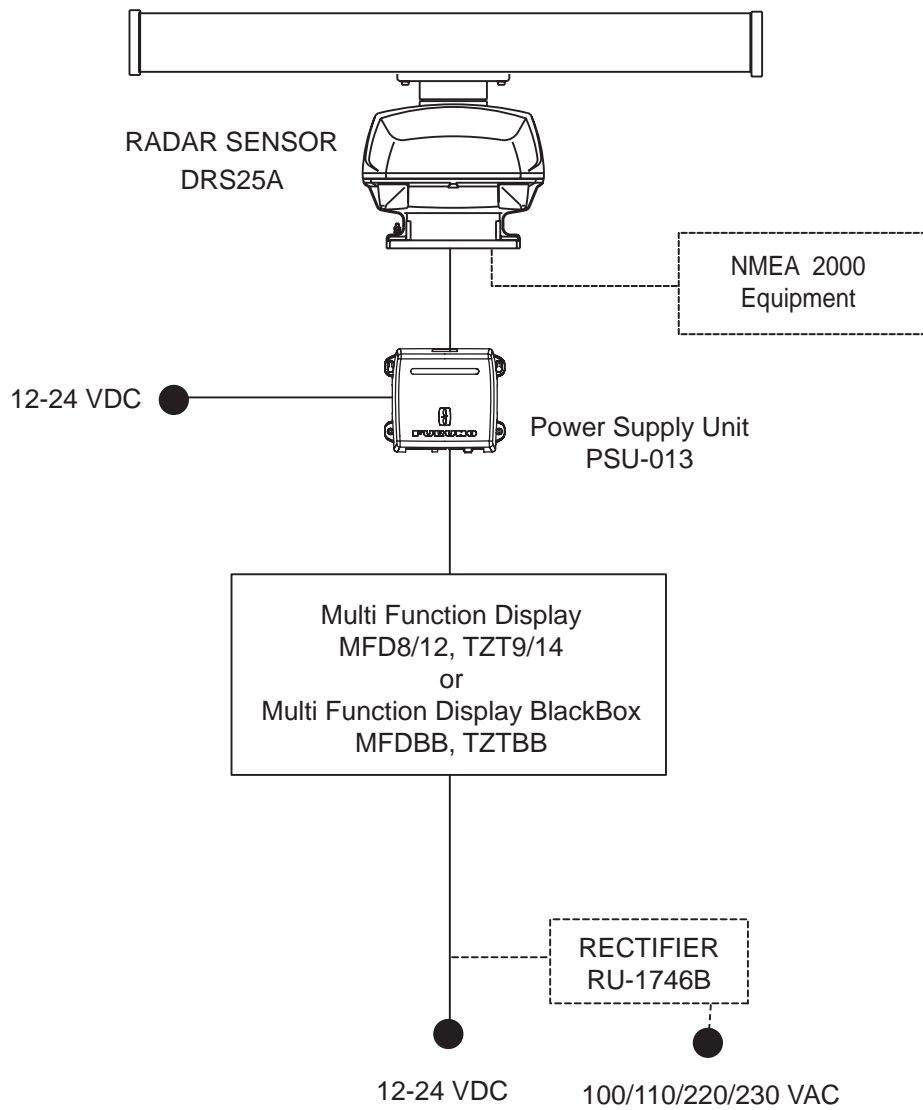 RADAR SENSOR
DRS25A
NMEA 2000
Equipment
12-24 VDC
FURUNO
Power Supply Unit
PSU-013
Multi Function Display
MFD8/12, TZT9/14
or
Multi Function Display BlackBox
MFDBB, TZTBB
RECTIFIER
RU-1746B
12-24 VDC
100/110/220/230 VAC